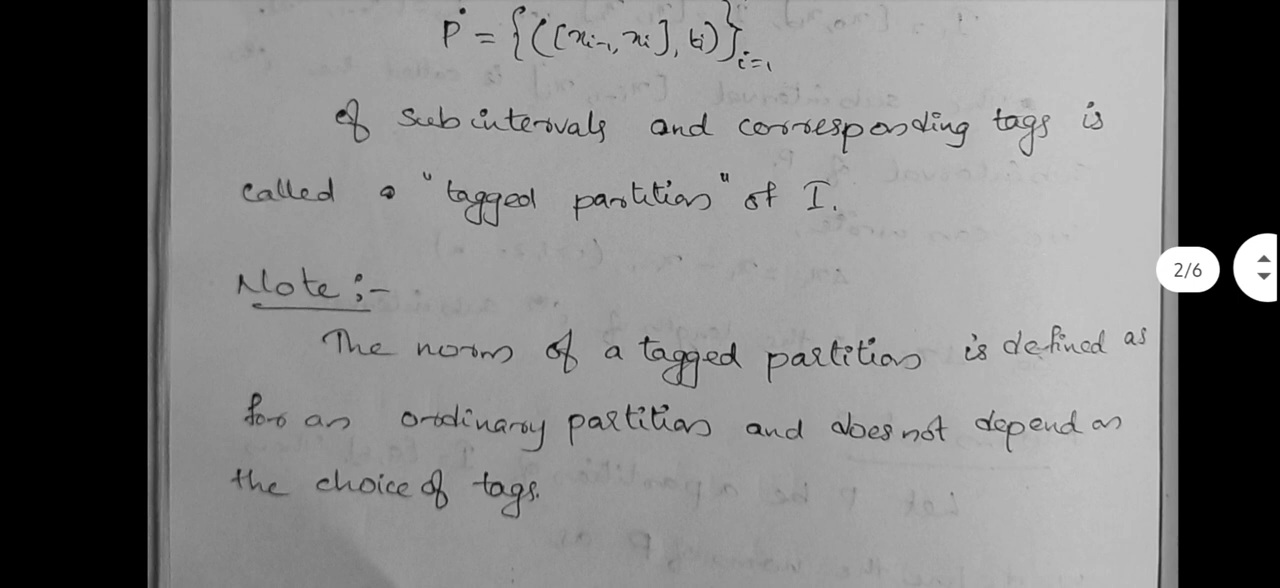 Ṗ = {([xi-1, xi], ti)}i=1
of subintervals and corresponding tags is
called a "tagged partition" of I.
Note :-
The norm of a tagged partition is defined as
for an ordinary partition and does not depend on
the choice of tags.
2/6